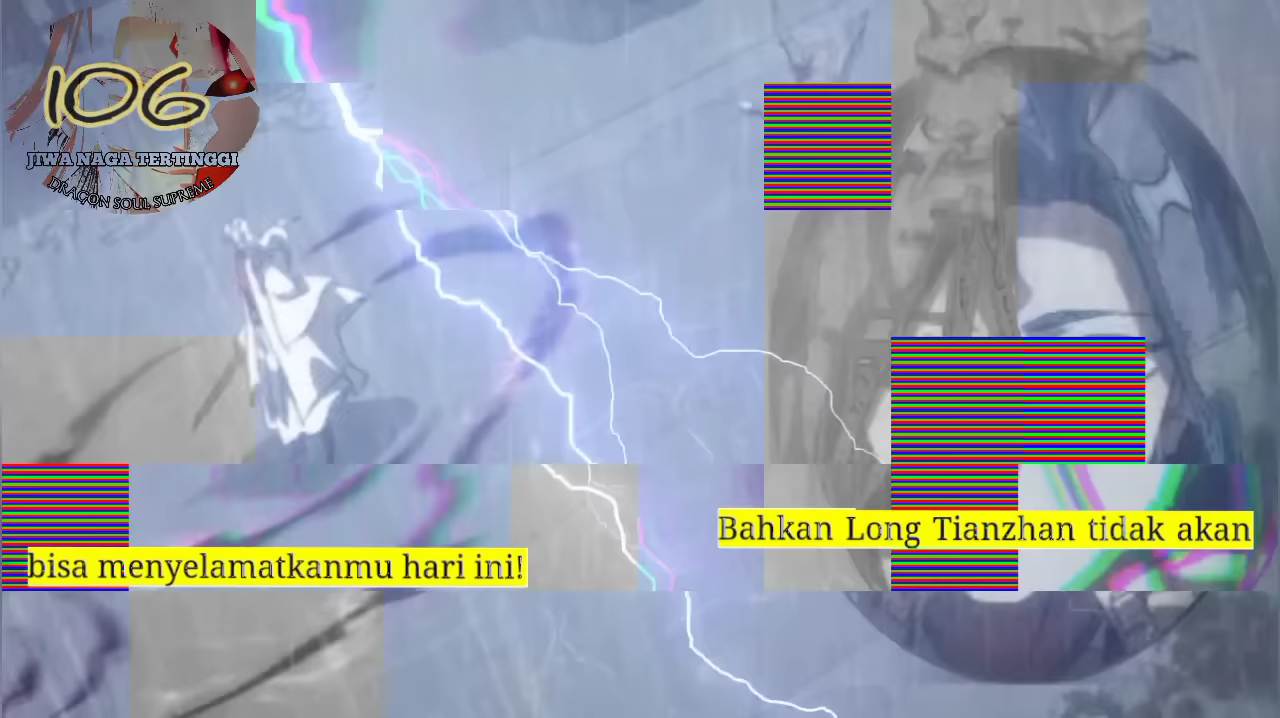 106
JIWA NAGA TERTINGGI
DRAGON SOUL SUPREME
Bahkan Long Tianzhan tidak akan
bisa menyelamatkanmu hari ini!